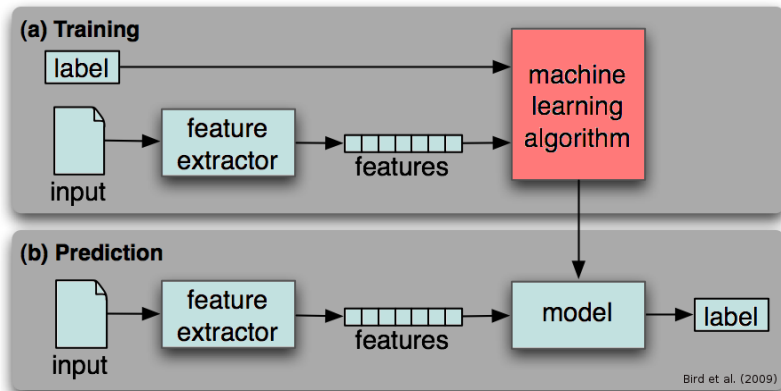 (a) Training
label
machine
learning
algorithm
feature
extractor
features
input
(b) Prediction
feature
extractor
features
input
model
label
Bird et al. (2009)